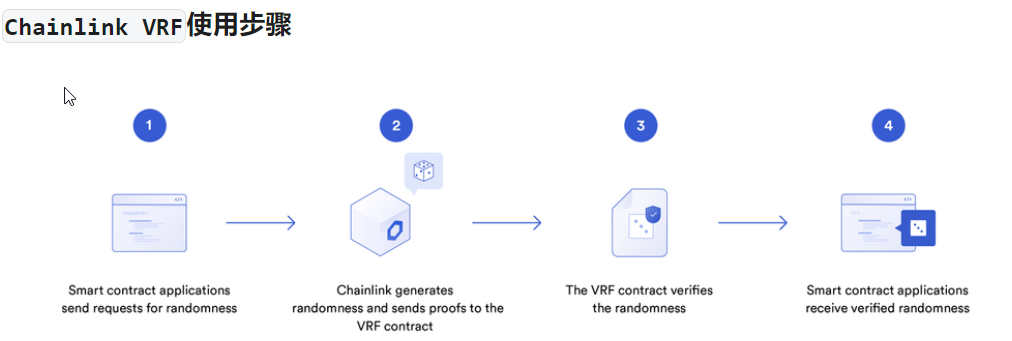 Chainlink VRF使用步骤
1
2
3
4
Smart contract applications
send requests for randomness
Chainlink generates
randomness and sends proofs to the
VRF contract
The VRF contract verifies
the randomness
Smart contract applications
receive verified randomness